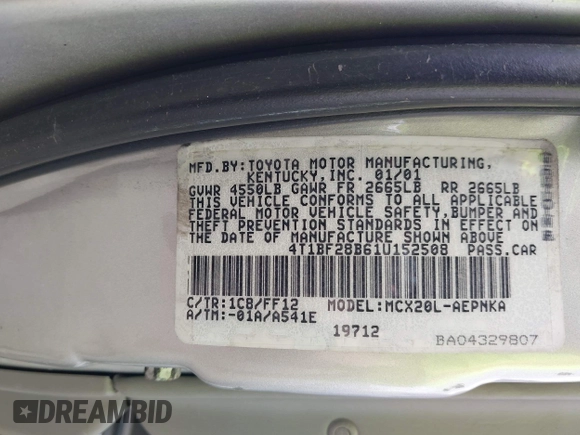 MFD.BY:TOYOTA MOTOR MANUFACTURING,
KENTUCKY,INC. 01/01
GVWR 4550LB GAWR FR 2665LB RR 2665LB
THIS VEHICLE CONFORMS TO ALL APPLICABLE
FEDERAL MOTOR VEHICLE SAFETY,BUMPER AND
THEFT PREVENTION STANDARDS IN EFFECT ON
THE DATE OF MANUFACTURE SHOWN ABOVE
4T1BF28B61U152508 PASS.CAR
C/TR:1CB/FF12 MODEL:MCX20L-AEPNKA
A/TM:-01A/A541E
19712
BA04329807
DREAMBID